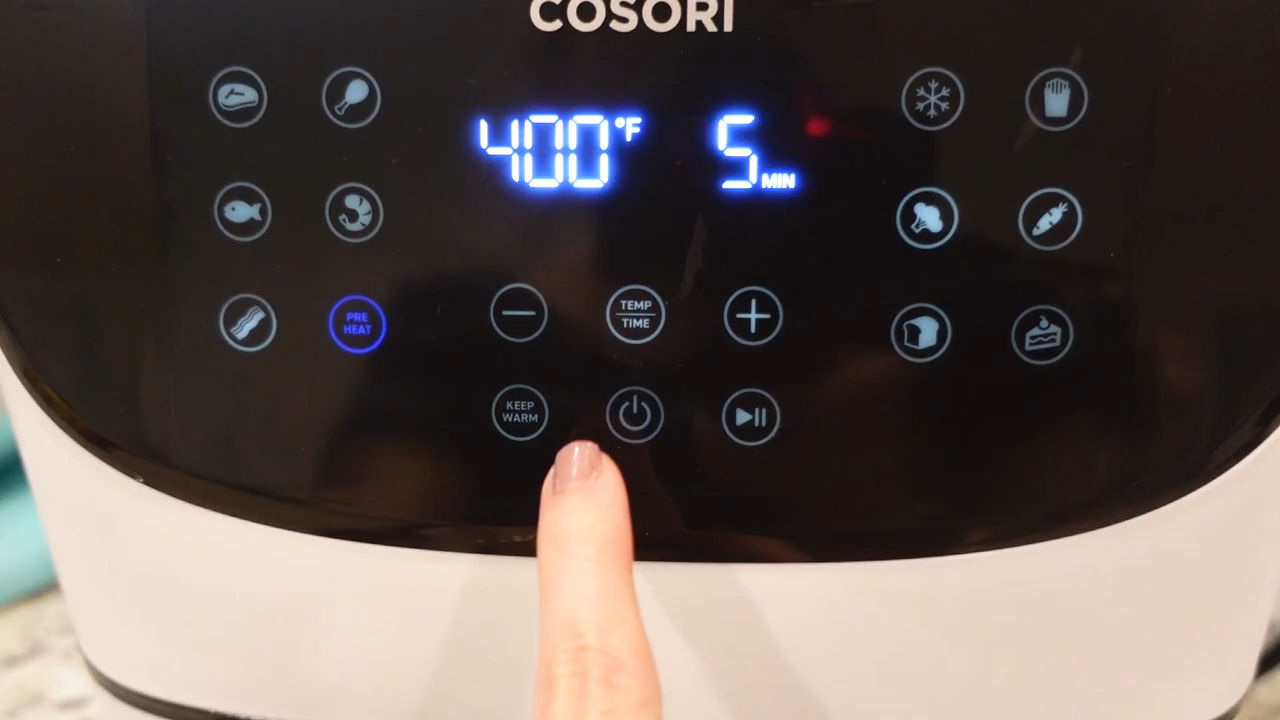 COSORI
400°F 5 MIN
PRE
HEAT
TEMP
TIME
KEEP
WARM